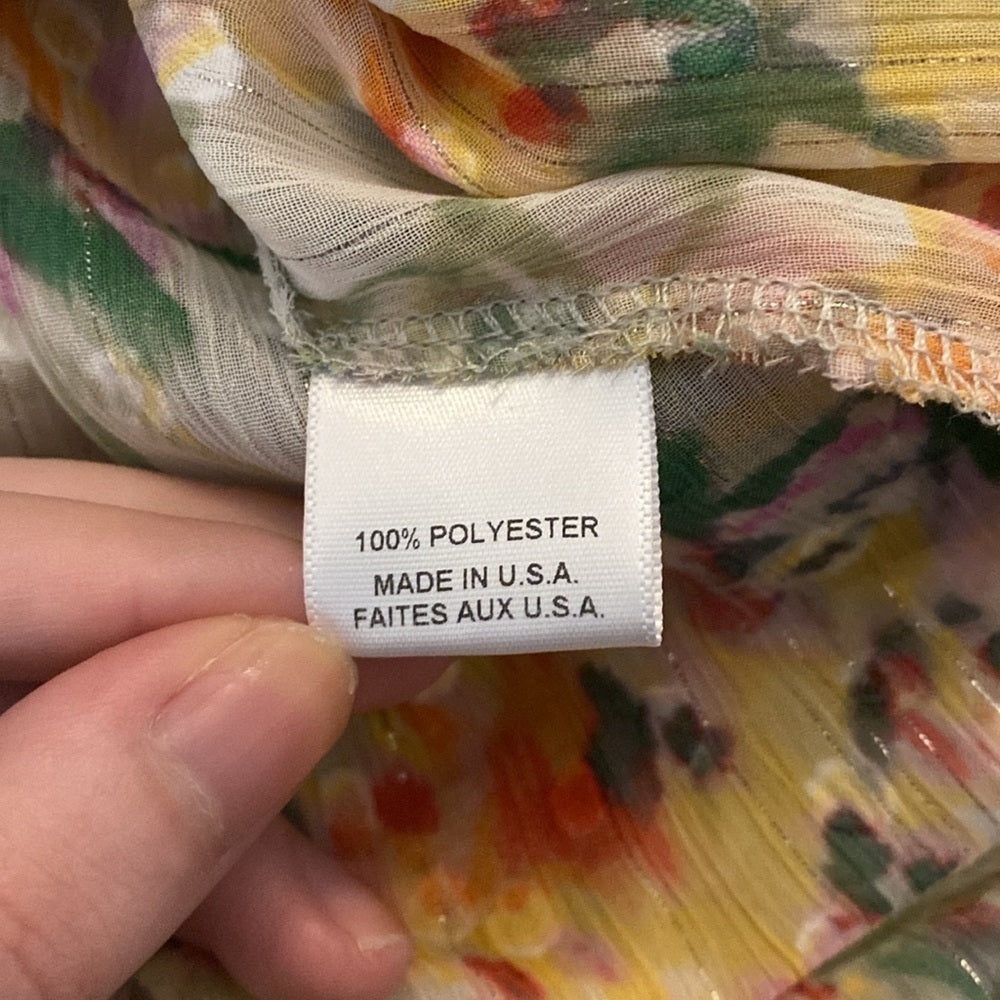 100% POLYESTER
MADE IN U.S.A.
FAITES AUX U.S.A.